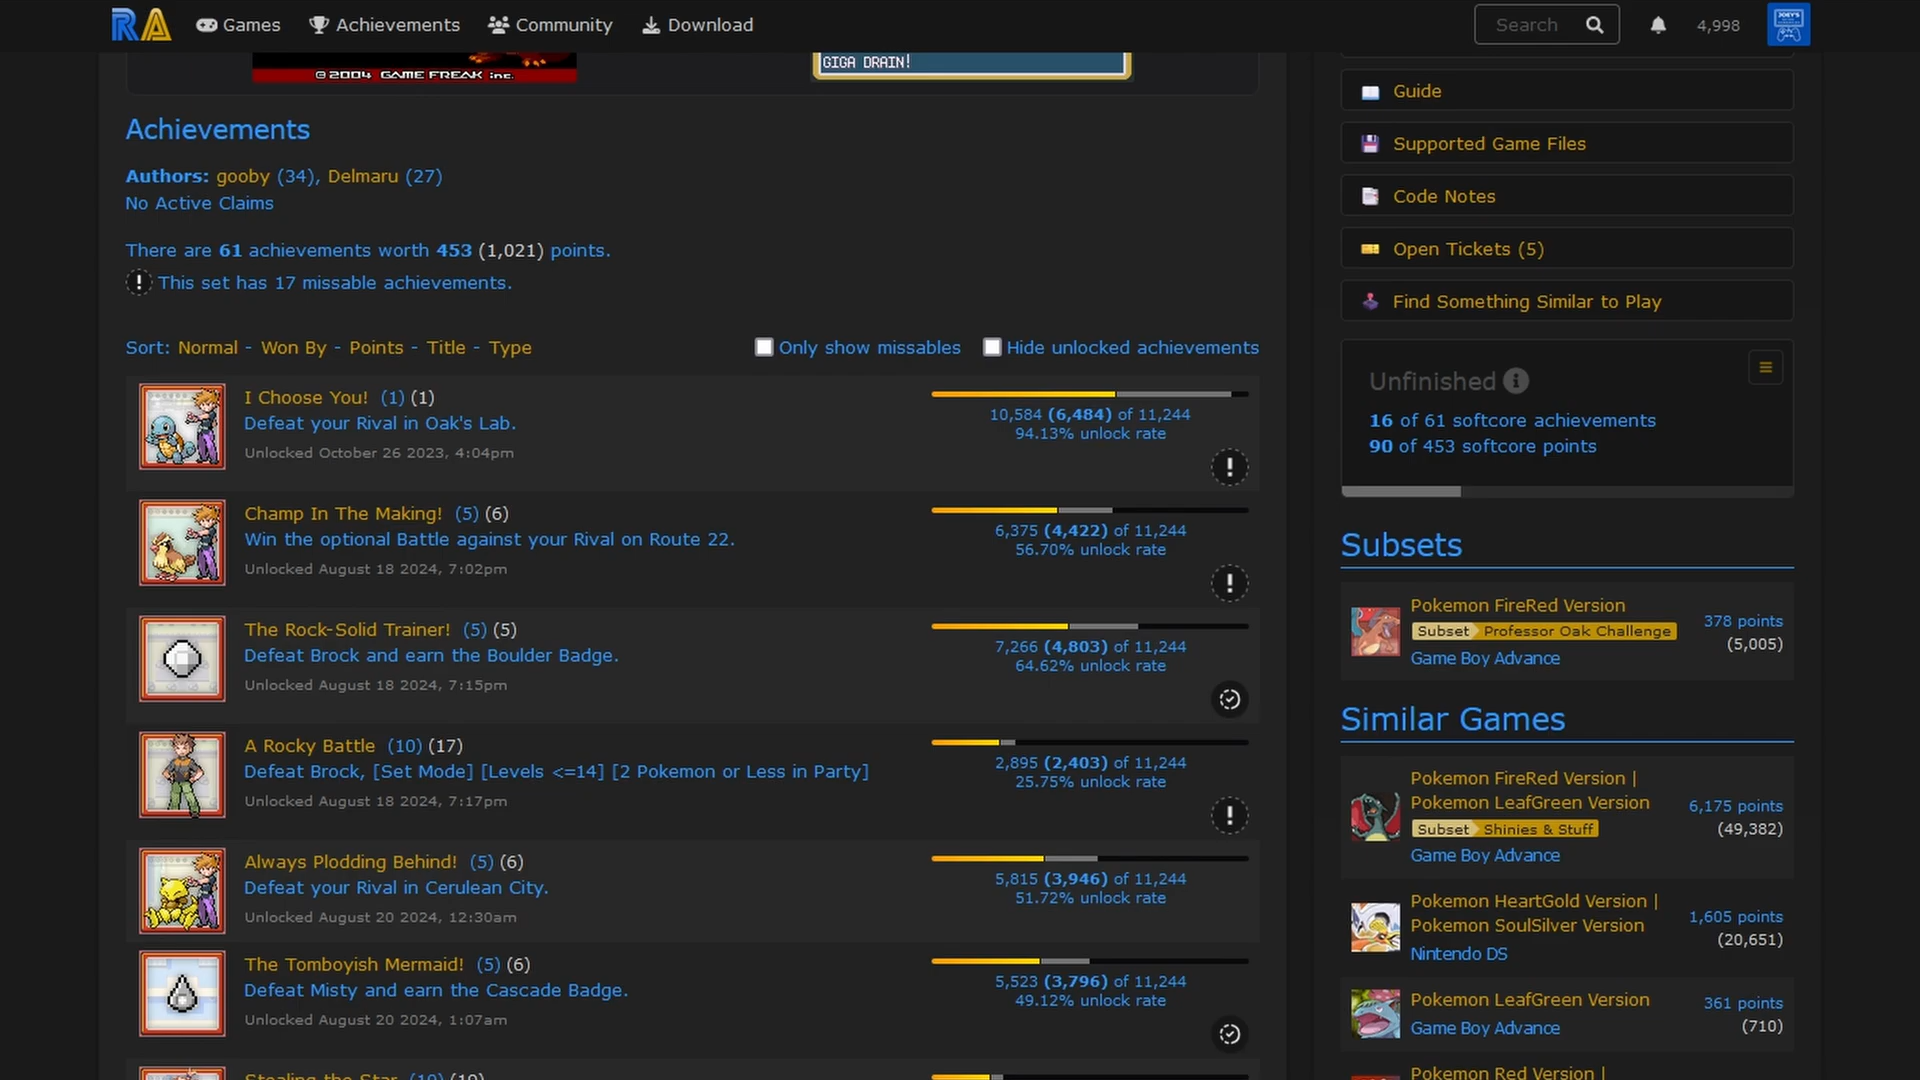 RA Games Achievements Community Download Search 4,998
©2004 GAME FREAK inc.
GIGA DRAIN!
Achievements
Authors: gooby (34), Delmaru (27)
No Active Claims
There are 61 achievements worth 453 (1,021) points.
! This set has 17 missable achievements.
Sort: Normal - Won By - Points - Title - Type
Only show missables Hide unlocked achievements
I Choose You! (1) (1)
Defeat your Rival in Oak's Lab.
Unlocked October 26 2023, 4:04pm
10,584 (6,484) of 11,244
94.13% unlock rate
!
Champ In The Making! (5) (6)
Win the optional Battle against your Rival on Route 22.
Unlocked August 18 2024, 7:02pm
6,375 (4,422) of 11,244
56.70% unlock rate
!
The Rock-Solid Trainer! (5) (5)
Defeat Brock and earn the Boulder Badge.
Unlocked August 18 2024, 7:15pm
7,266 (4,803) of 11,244
64.62% unlock rate
A Rocky Battle (10) (17)
Defeat Brock, [Set Mode] [Levels <=14] [2 Pokemon or Less in Party]
Unlocked August 18 2024, 7:17pm
2,895 (2,403) of 11,244
25.75% unlock rate
!
Always Plodding Behind! (5) (6)
Defeat your Rival in Cerulean City.
Unlocked August 20 2024, 12:30am
5,815 (3,946) of 11,244
51.72% unlock rate
The Tomboyish Mermaid! (5) (6)
Defeat Misty and earn the Cascade Badge.
Unlocked August 20 2024, 1:07am
5,523 (3,796) of 11,244
49.12% unlock rate
Stealing the Star (10) (19)
Guide
Supported Game Files
Code Notes
Open Tickets (5)
Find Something Similar to Play
Unfinished
16 of 61 softcore achievements
90 of 453 softcore points
Subsets
Pokemon FireRed Version
Subset Professor Oak Challenge
Game Boy Advance
378 points
(5,005)
Similar Games
Pokemon FireRed Version |
Pokemon LeafGreen Version
Subset Shinies & Stuff
Game Boy Advance
6,175 points
(49,382)
Pokemon HeartGold Version |
Pokemon SoulSilver Version
Nintendo DS
1,605 points
(20,651)
Pokemon LeafGreen Version
Game Boy Advance
361 points
(710)
Pokemon Red Version |